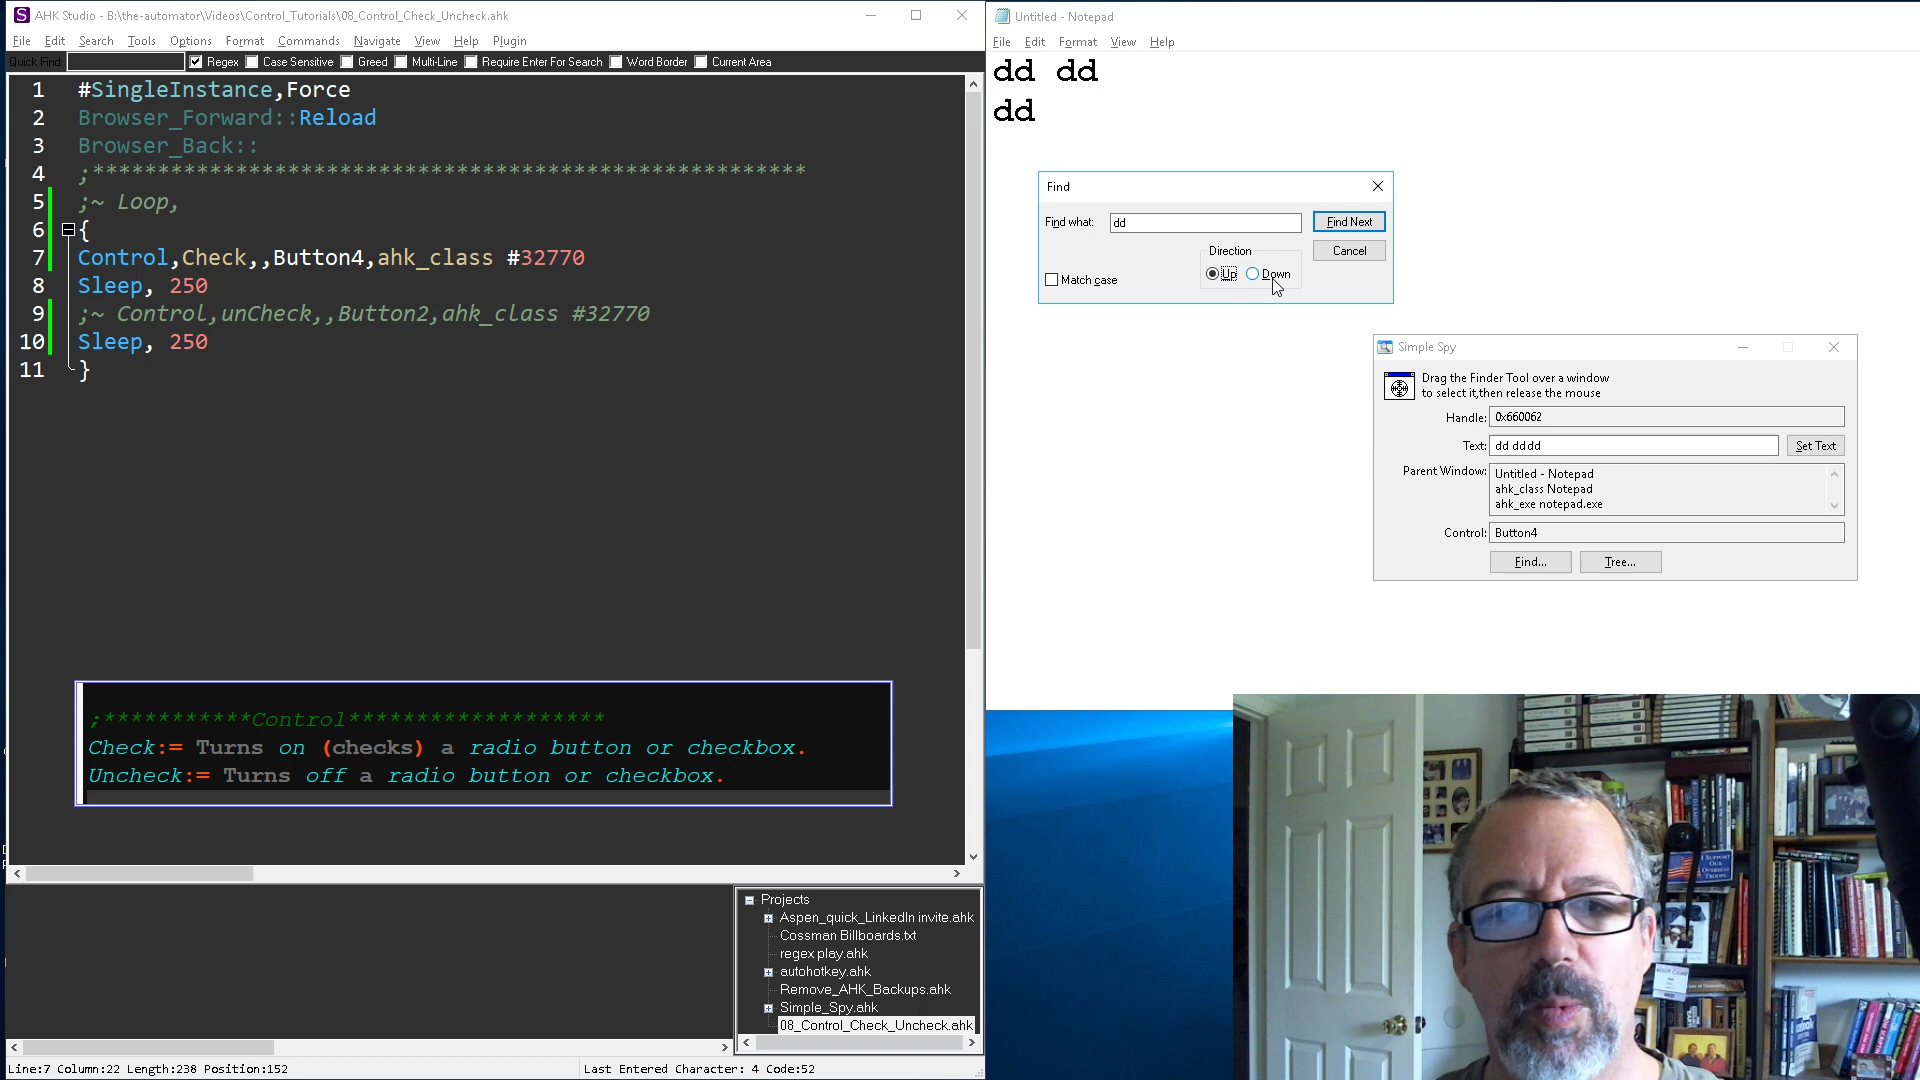 AHK Studio - B:\the-automator\Videos\Control_Tutorials\08_Control_Check_Uncheck.ahk
File Edit Search Tools Options Format Commands Navigate View Help Plugin
Quick Find: Regex Case Sensitive Greed Multi-Line Require Enter For Search Word Border Current Area
1 #SingleInstance,Force
2 Browser_Forward::Reload
3 Browser_Back::
4 ;*******************************************************
5 ;~ Loop,
6 {
7 Control,Check,,Button4,ahk_class #32770
8 Sleep, 250
9 ;~ Control,unCheck,,Button2,ahk_class #32770
10 Sleep, 250
11 }
;***********Control*******************
Check:= Turns on (checks) a radio button or checkbox.
Uncheck:= Turns off a radio button or checkbox.
Projects
Aspen_quick_LinkedIn invite.ahk
Cossman Billboards.txt
regex play.ahk
autohotkey.ahk
Remove_AHK_Backups.ahk
Simple_Spy.ahk
08_Control_Check_Uncheck.ahk
Line:7 Column:22 Length:238 Position:152
Last Entered Character: 4 Code:52
Untitled - Notepad
File Edit Format View Help
dd dd
dd
Find
Find what: dd Find Next
Direction
Cancel
Up Down
Match case
Simple Spy
Drag the Finder Tool over a window
to select it,then release the mouse
Handle: 0x660062
Text: dd dddd Set Text
Parent Window: Untitled - Notepad
ahk_class Notepad
ahk_exe notepad.exe
Control: Button4
Find... Tree...
I SUPPORT
OUR
OVERSEAS
TROOPS
BOOT CAMP